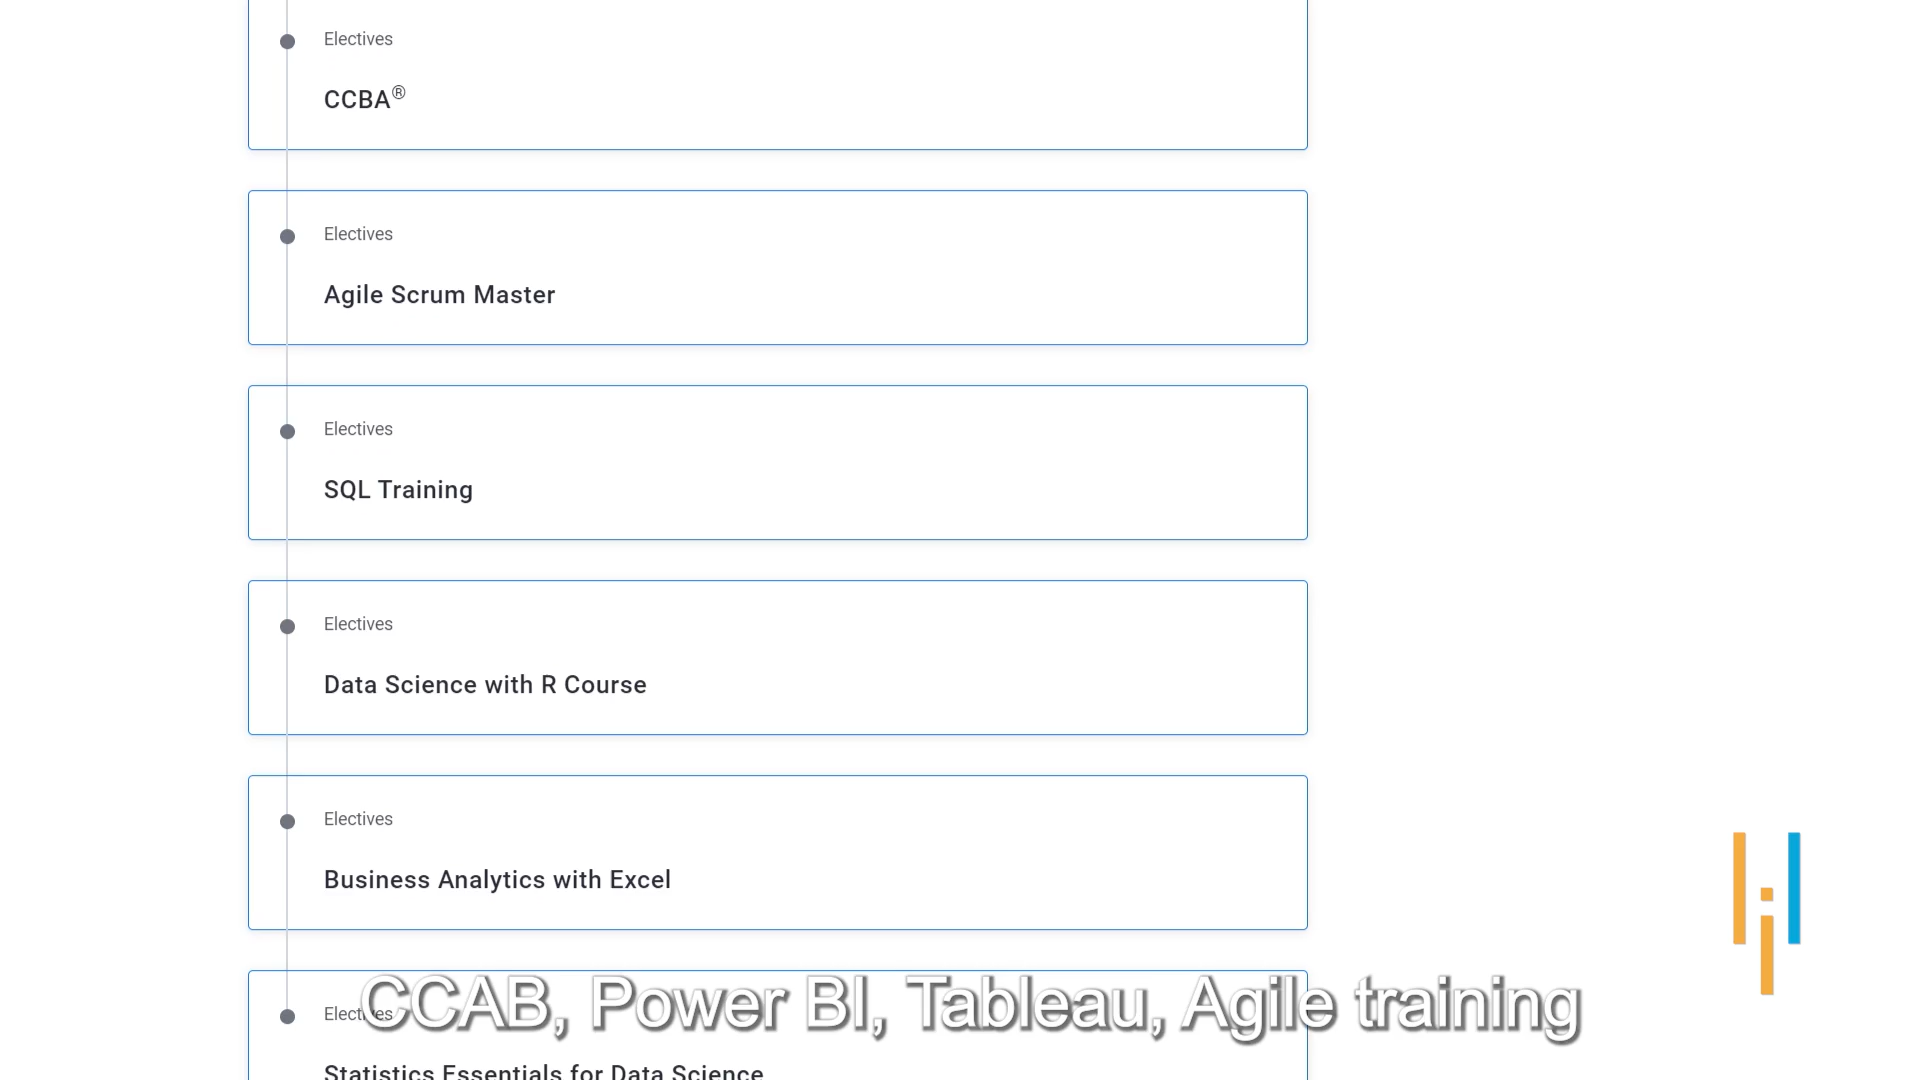 Electives
CCBA®
Electives
Agile Scrum Master
Electives
SQL Training
Electives
Data Science with R Course
Electives
Business Analytics with Excel
Electives
CCAB, Power BI, Tableau, Agile training
Statistics Essentials for Data Science